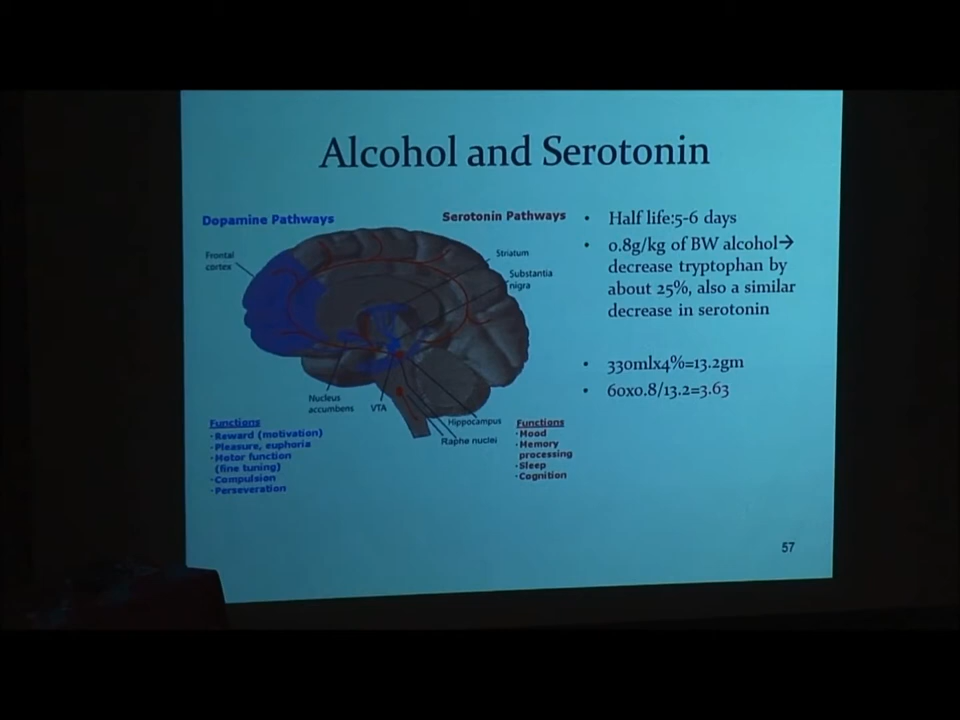 Alcohol and Serotonin
Dopamine Pathways
Serotonin Pathways
Frontal
cortex
Striatum
Substantia
nigra
Nucleus
accumbens
VTA
Hippocampus
Raphe nuclei
Functions
·Reward (motivation)
·Pleasure, euphoria
·Motor function
(fine tuning)
·Compulsion
·Perseveration
Functions
·Mood
·Memory
processing
·Sleep
·Cognition
• Half life:5-6 days
• 0.8g/kg of BW alcohol→
decrease tryptophan by
about 25%, also a similar
decrease in serotonin
• 330mlx4%=13.2gm
• 60x0.8/13.2=3.63
57